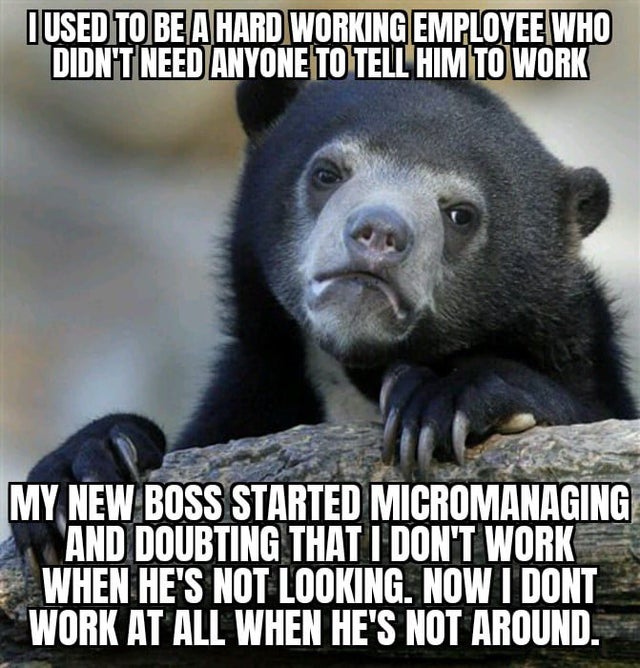 I USED TO BE A HARD WORKING EMPLOYEE WHO
DIDN'T NEED ANYONE TO TELL HIM TO WORK
MY NEW BOSS STARTED MICROMANAGING
AND DOUBTING THAT I DON'T WORK
WHEN HE'S NOT LOOKING. NOW I DONT
WORK AT ALL WHEN HE'S NOT AROUND.